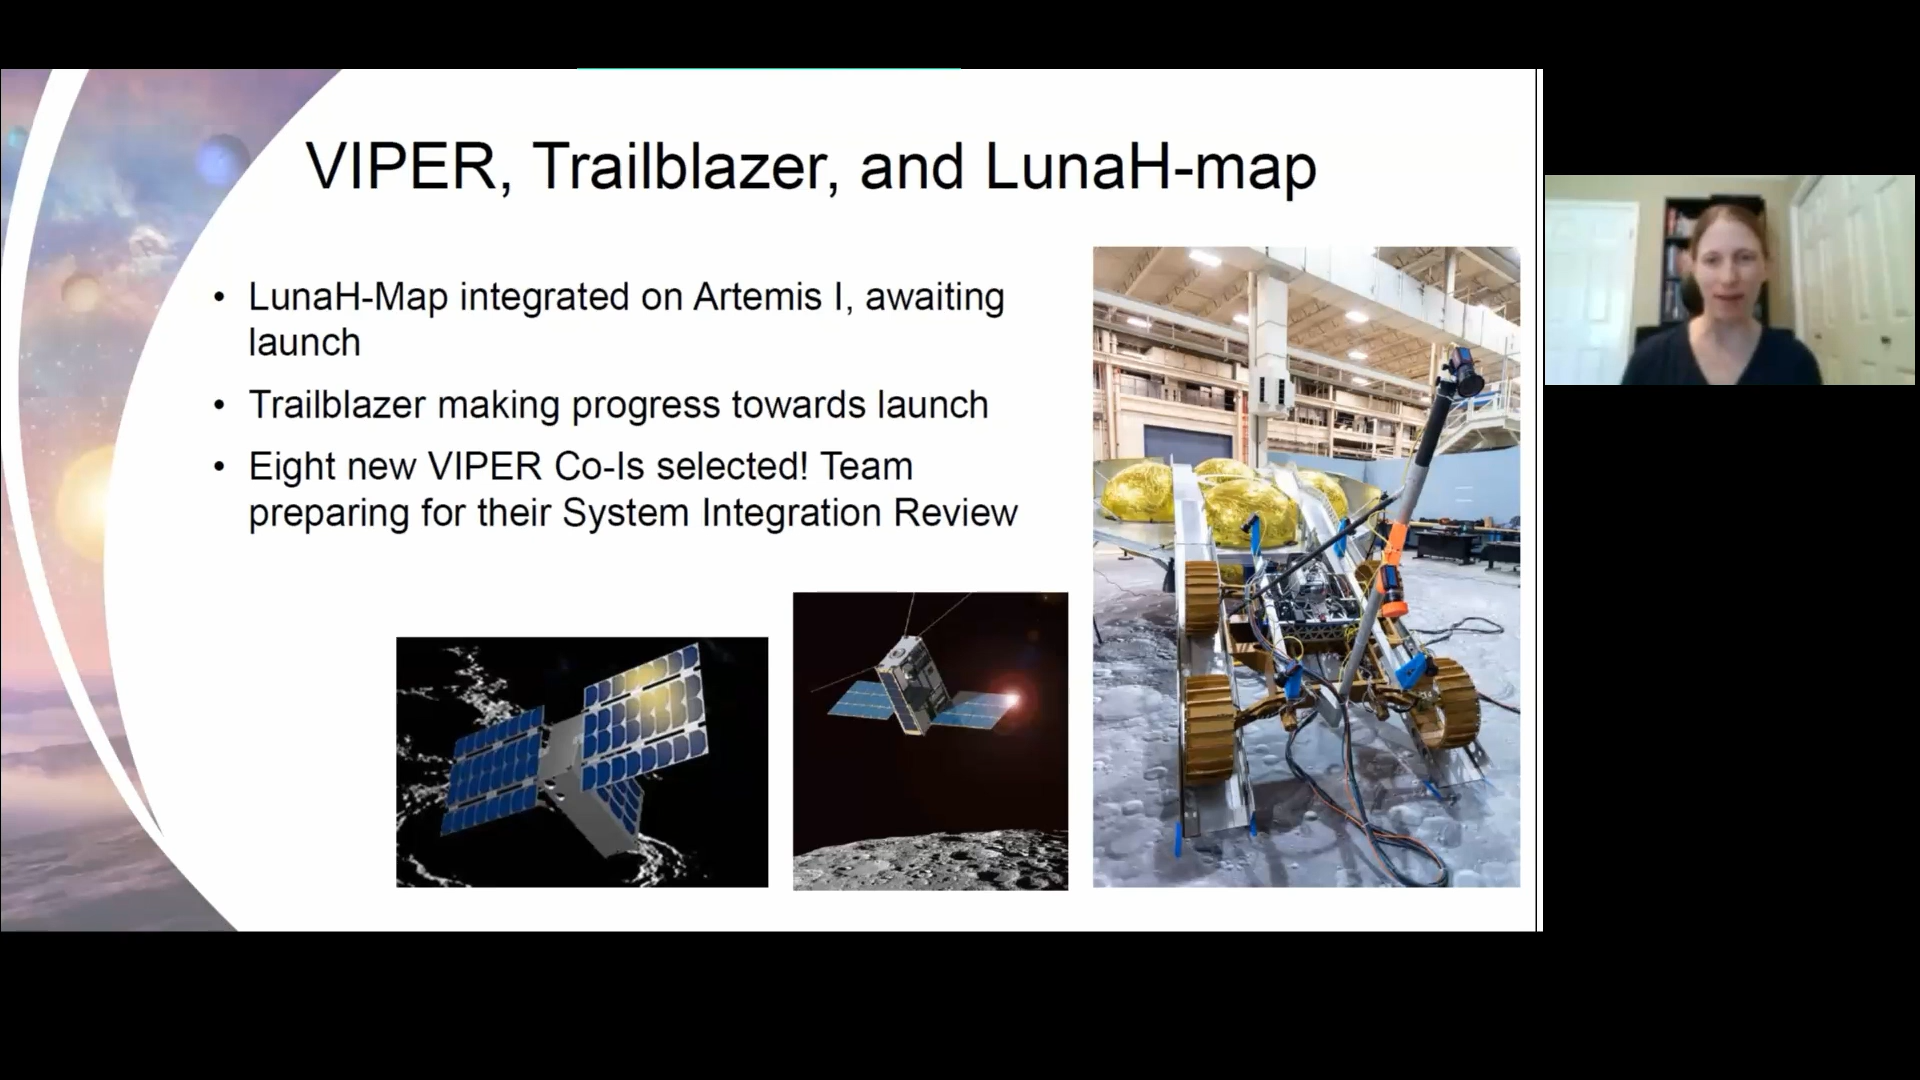 VIPER, Trailblazer, and LunaH-map
• LunaH-Map integrated on Artemis I, awaiting
launch
• Trailblazer making progress towards launch
• Eight new VIPER Co-Is selected! Team
preparing for their System Integration Review